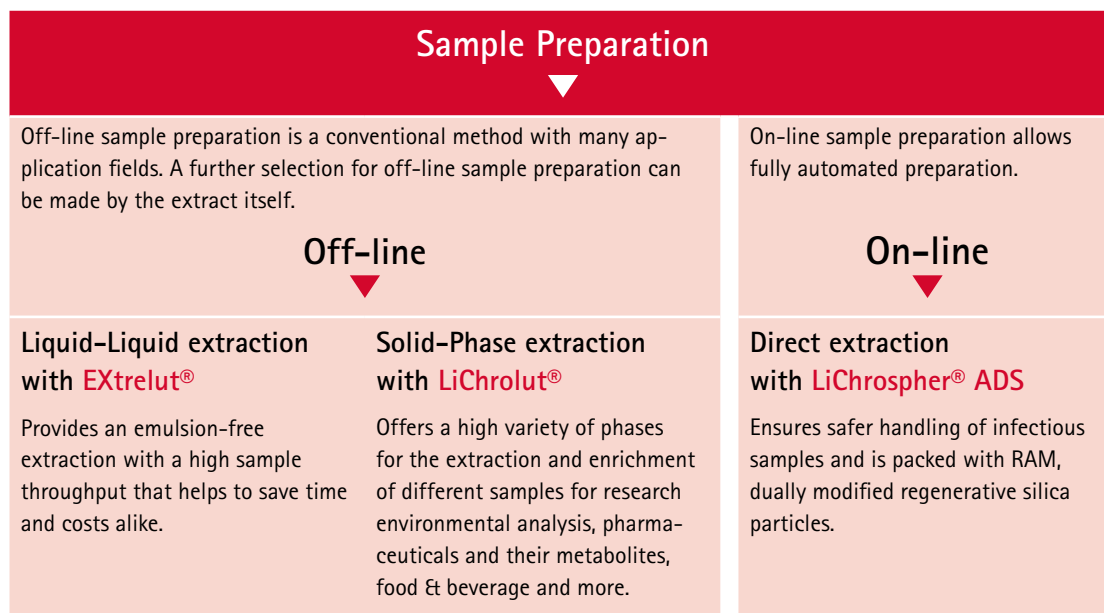 Sample Preparation
Off-line sample preparation is a conventional method with many ap-
plication fields. A further selection for off-line sample preparation can
be made by the extract itself.
Off-line
On-line sample preparation allows
fully automated preparation.
On-line
Liquid-Liquid extraction
with EXtrelut®
Provides an emulsion-free
extraction with a high sample
throughput that helps to save time
and costs alike.
Solid-Phase extraction
with LiChrolut®
Offers a high variety of phases
for the extraction and enrichment
of different samples for research
environmental analysis, pharma-
ceuticals and their metabolites,
food & beverage and more.
Direct extraction
with LiChrospher® ADS
Ensures safer handling of infectious
samples and is packed with RAM,
dually modified regenerative silica
particles.